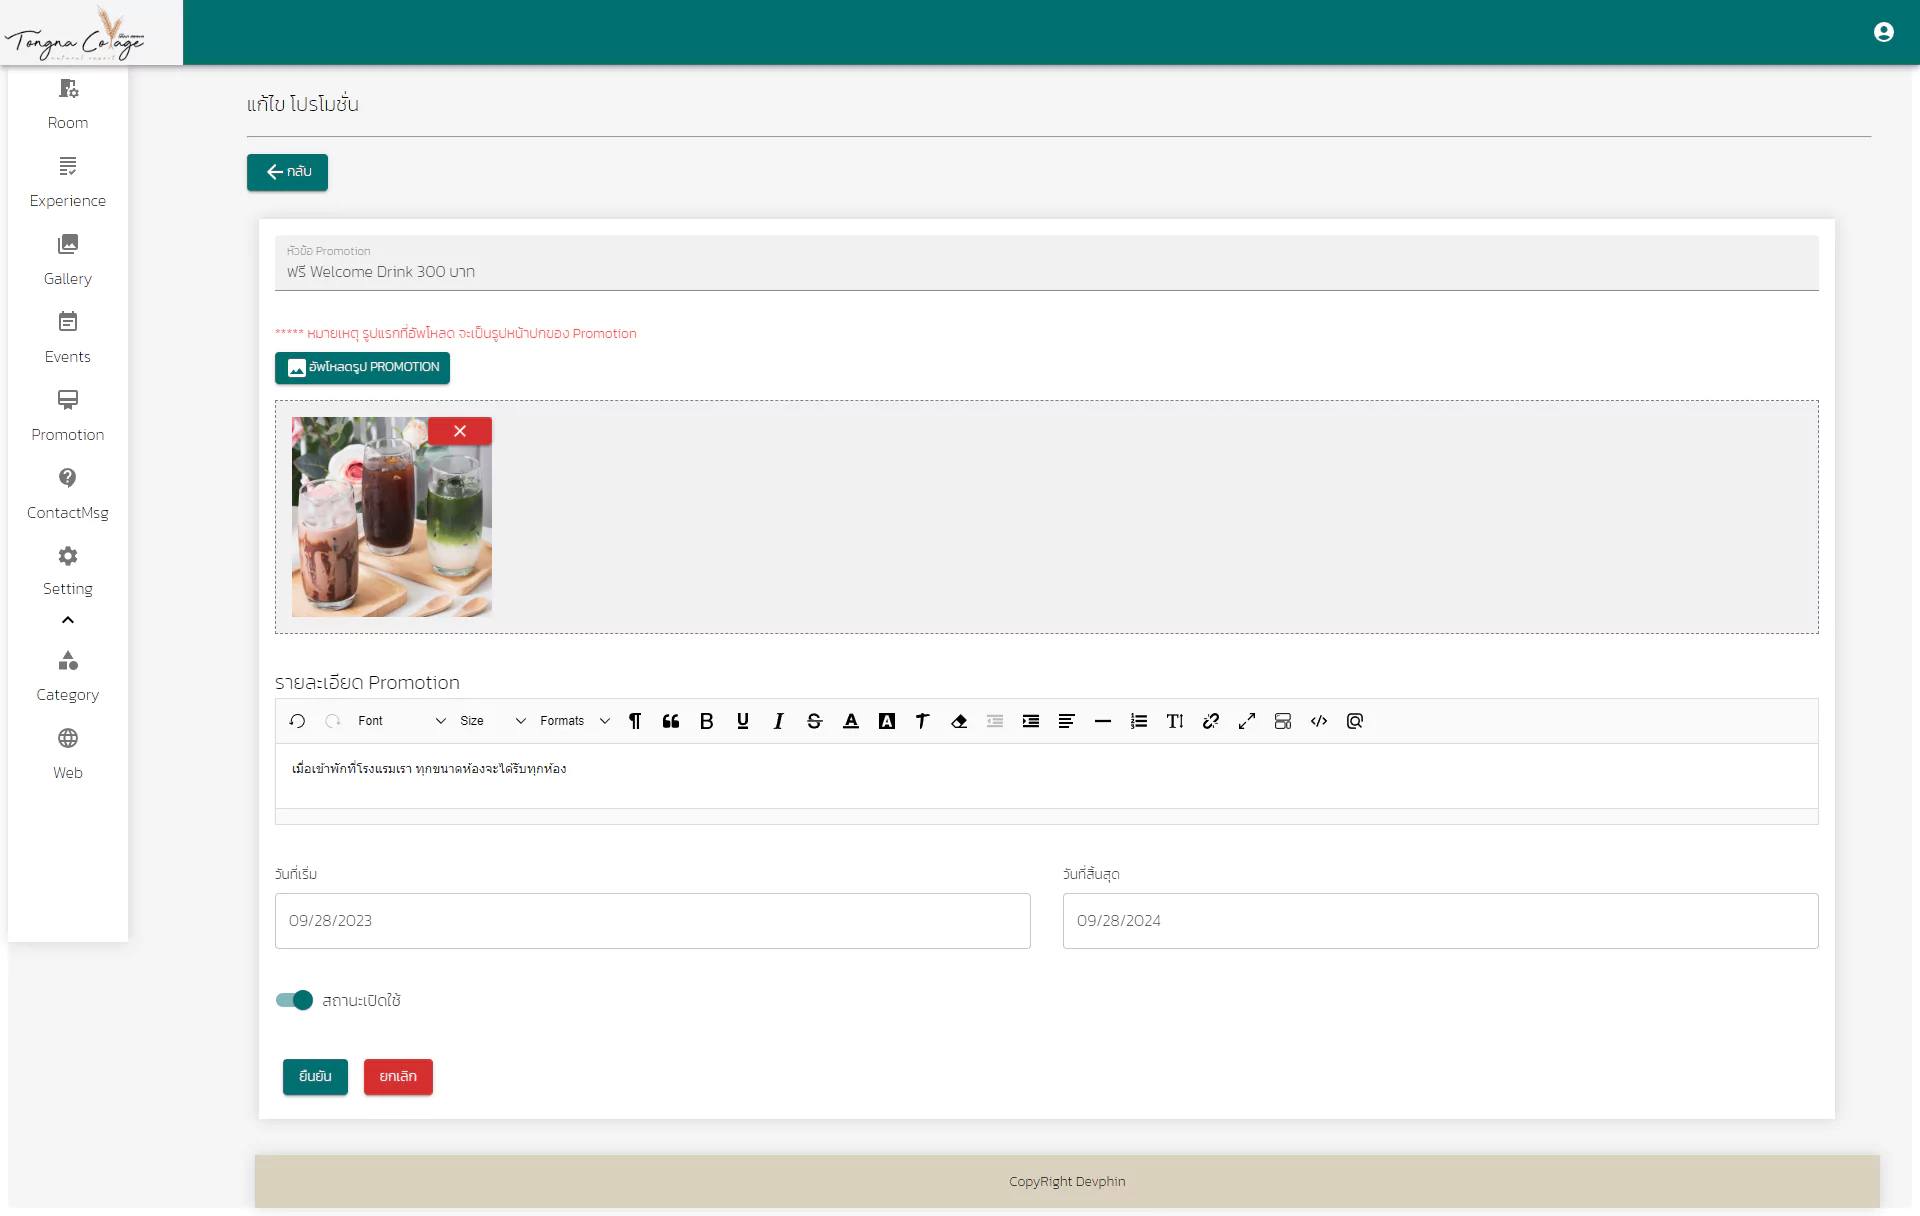 Tongna Cotage
Room
Experience
Gallery
Events
Promotion
ContactMsg
Setting
Category
Web
แก้ไข โปรโมชั่น
กลับ
หัวข้อ Promotion
ฟรี Welcome Drink 300 บาท
***** หมายเหตุ รูปแรกที่อัพโหลด จะเป็นรูปหน้าปกของ Promotion
อัพโหลดรูป PROMOTION
รายละเอียด Promotion
Font Size Formats
เมื่อเข้าพักที่โรงแรมเรา ทุกขนาดห้องจะได้รับทุกห้อง
วันที่เริ่ม วันที่สิ้นสุด
09/28/2023 09/28/2024
สถานะเปิดใช้
ยืนยัน ยกเลิก
CopyRight Devphin